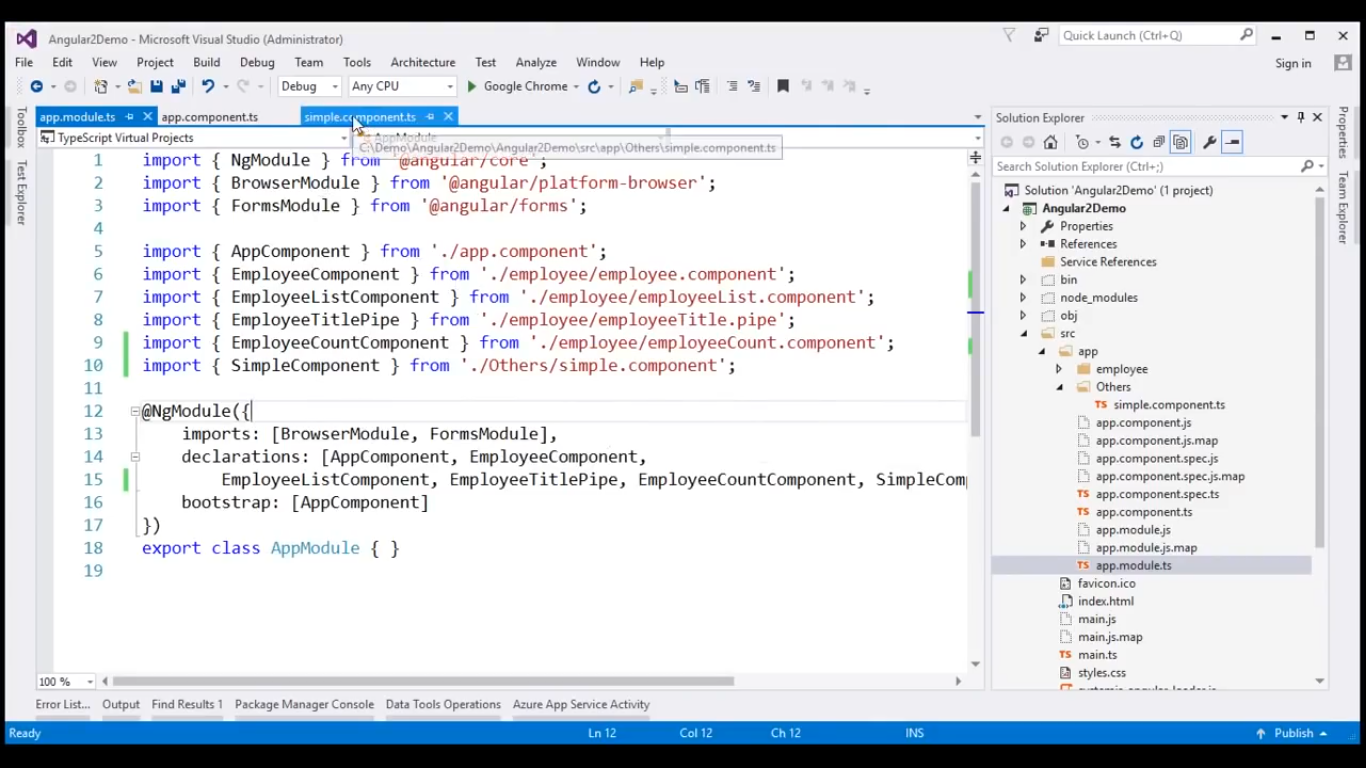 Angular2Demo - Microsoft Visual Studio (Administrator)
Quick Launch (Ctrl+Q)
File Edit View Project Build Debug Team Tools Architecture Test Analyze Window Help
Sign in
Debug Any CPU Google Chrome
app.module.ts app.component.ts simple.component.ts
TypeScript Virtual Projects AppModule
C:\Demo\Angular2Demo\Angular2Demo\src\app\Others\simple.component.ts
Toolbox
Test Explorer
1 import { NgModule } from '@angular/core';
2 import { BrowserModule } from '@angular/platform-browser';
3 import { FormsModule } from '@angular/forms';
4
5 import { AppComponent } from './app.component';
6 import { EmployeeComponent } from './employee/employee.component';
7 import { EmployeeListComponent } from './employee/employeeList.component';
8 import { EmployeeTitlePipe } from './employee/employeeTitle.pipe';
9 import { EmployeeCountComponent } from './employee/employeeCount.component';
10 import { SimpleComponent } from './Others/simple.component';
11
12 @NgModule({
13 imports: [BrowserModule, FormsModule],
14 declarations: [AppComponent, EmployeeComponent,
15 EmployeeListComponent, EmployeeTitlePipe, EmployeeCountComponent, SimpleComp
16 bootstrap: [AppComponent]
17 })
18 export class AppModule { }
19
100 %
Solution Explorer
Search Solution Explorer (Ctrl+;)
Solution 'Angular2Demo' (1 project)
Angular2Demo
Properties
References
Service References
bin
node_modules
obj
src
app
employee
Others
simple.component.ts
app.component.js
app.component.js.map
app.component.spec.js
app.component.spec.js.map
app.component.spec.ts
app.component.ts
app.module.js
app.module.js.map
app.module.ts
favicon.ico
index.html
main.js
main.js.map
main.ts
styles.css
Properties
Team Explorer
Error List... Output Find Results 1 Package Manager Console Data Tools Operations Azure App Service Activity
Ready Ln 12 Col 12 Ch 12 INS Publish